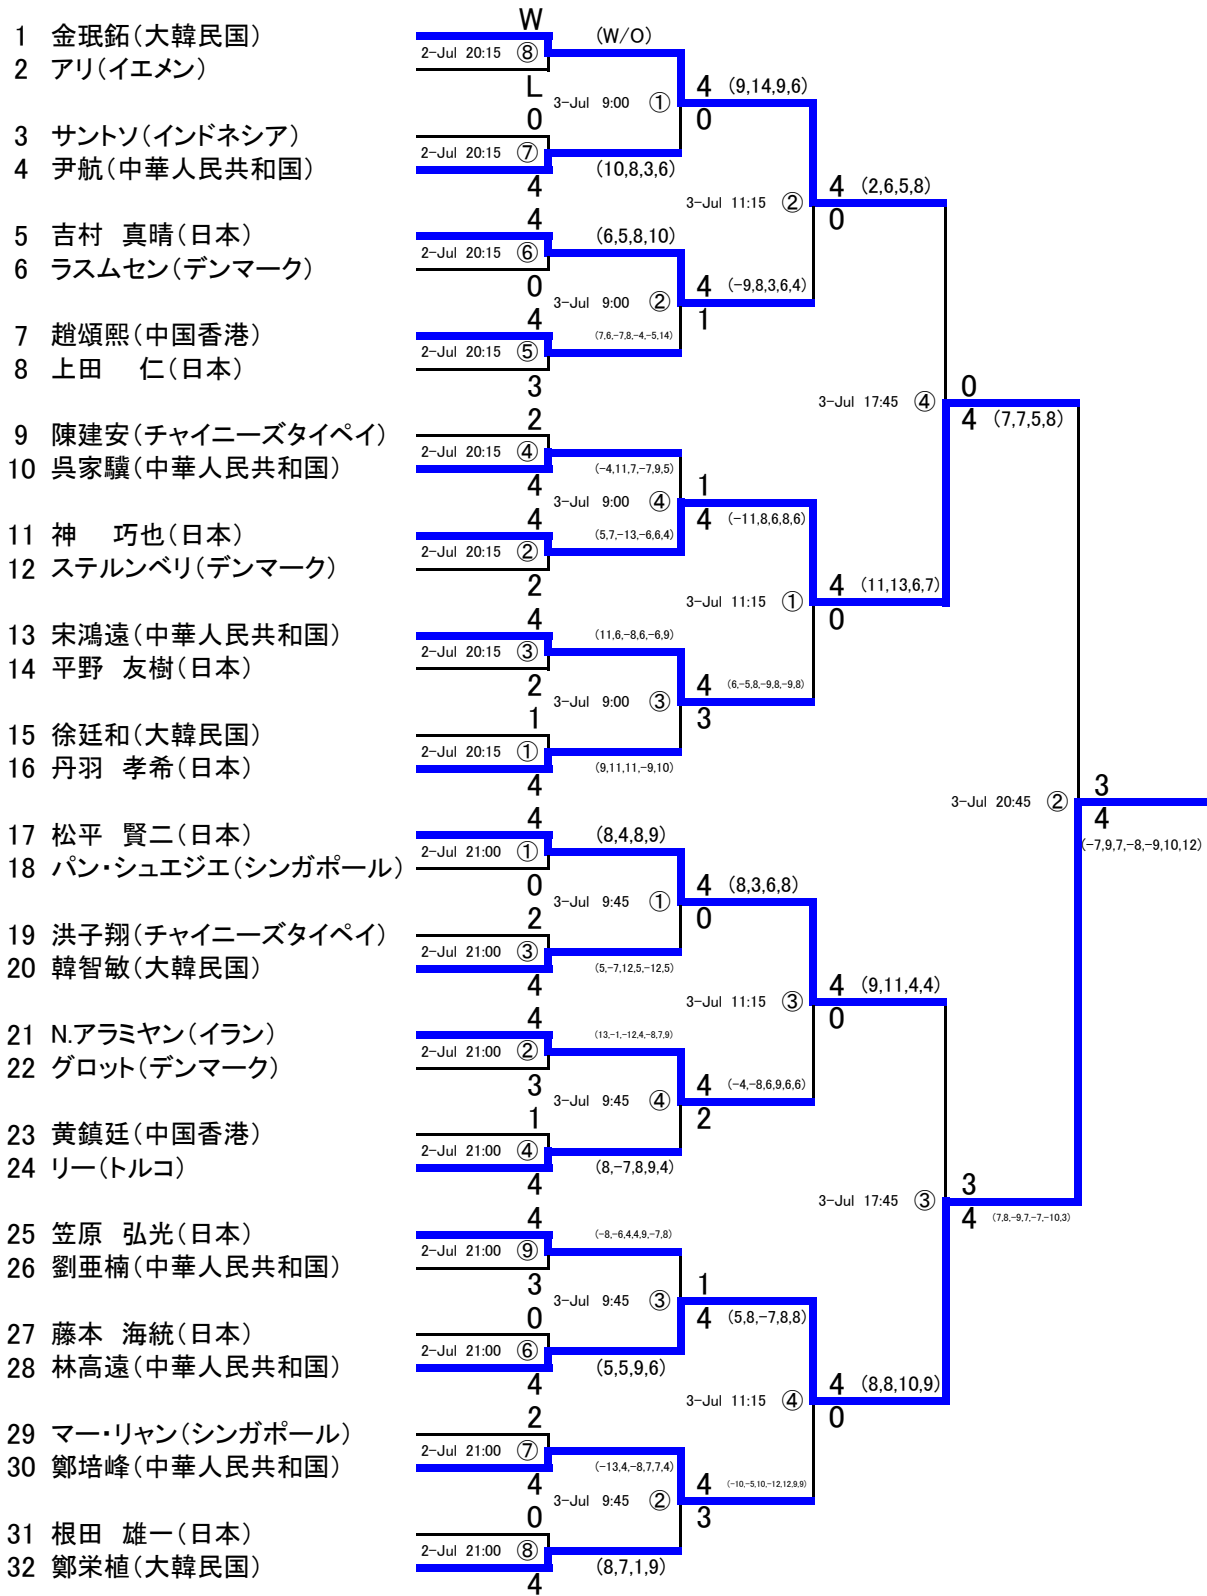 W
1 金珉鉐(大韓民国) (W/O)
2-Jul 20:15 ⑧
2 アリ(イエメン)
L 4 (9,14,9,6)
3-Jul 9:00 ①
0 0
3 サントソ(インドネシア)
2-Jul 20:15 ⑦
4 尹航(中華人民共和国) (10,8,3,6)
4 4 (2,6,5,8)
3-Jul 11:15 ②
4 0
5 吉村 真晴(日本) (6,5,8,10)
2-Jul 20:15 ⑥
6 ラスムセン(デンマーク)
0 4 (-9,8,3,6,4)
3-Jul 9:00 ②
4 1
7 趙頌熙(中国香港) (7,6,-7,8,-4,-5,14)
2-Jul 20:15 ⑤
8 上田 仁(日本)
3 0
3-Jul 17:45 ④
2 4 (7,7,5,8)
9 陳建安(チャイニーズタイペイ)
2-Jul 20:15 ④
10 呉家驥(中華人民共和国) (-4,11,7,-7,9,5)
4 1
3-Jul 9:00 ④
4 4 (-11,8,6,8,6)
11 神 巧也(日本) (5,7,-13,-6,6,4)
2-Jul 20:15 ②
12 ステルンベリ(デンマーク)
2 4 (11,13,6,7)
3-Jul 11:15 ①
4 0
13 宋鴻遠(中華人民共和国) (11,6,-8,6,-6,9)
2-Jul 20:15 ③
14 平野 友樹(日本)
2 4 (6,-5,8,-9,8,-9,8)
3-Jul 9:00 ③
1 3
15 徐廷和(大韓民国)
2-Jul 20:15 ①
16 丹羽 孝希(日本) (9,11,11,-9,10)
4 3
3-Jul 20:45 ②
4 4 (-7,9,7,-8,-9,10,12)
17 松平 賢二(日本) (8,4,8,9)
2-Jul 21:00 ①
18 パン・シュエジエ(シンガポール)
0 4 (8,3,6,8)
3-Jul 9:45 ①
2 0
19 洪子翔(チャイニーズタイペイ)
2-Jul 21:00 ③
20 韓智敏(大韓民国) (5,-7,12,5,-12,5)
4 4 (9,11,4,4)
3-Jul 11:15 ③
4 0
21 N.アラミヤン(イラン) (13,-1,-12,4,-8,7,9)
2-Jul 21:00 ②
22 グロット(デンマーク)
3 4 (-4,-8,6,9,6,6)
3-Jul 9:45 ④
1 2
23 黄鎮廷(中国香港)
2-Jul 21:00 ④
24 リー(トルコ) (8,-7,8,9,4)
4 3
3-Jul 17:45 ③
4 4 (7,8,-9,7,-7,-10,3)
25 笠原 弘光(日本) (-8,-6,4,4,9,-7,8)
2-Jul 21:00 ⑨
26 劉亜楠(中華人民共和国)
3 1
3-Jul 9:45 ③
0 4 (5,8,-7,8,8)
27 藤本 海統(日本)
2-Jul 21:00 ⑥
28 林高遠(中華人民共和国) (5,5,9,6)
4 4 (8,8,10,9)
3-Jul 11:15 ④
2 0
29 マー・リャン(シンガポール)
2-Jul 21:00 ⑦
30 鄭培峰(中華人民共和国) (-13,4,-8,7,7,4)
4 4 (-10,-5,10,-12,12,9,9)
3-Jul 9:45 ②
0 3
31 根田 雄一(日本)
2-Jul 21:00 ⑧
32 鄭栄植(大韓民国) (8,7,1,9)
4